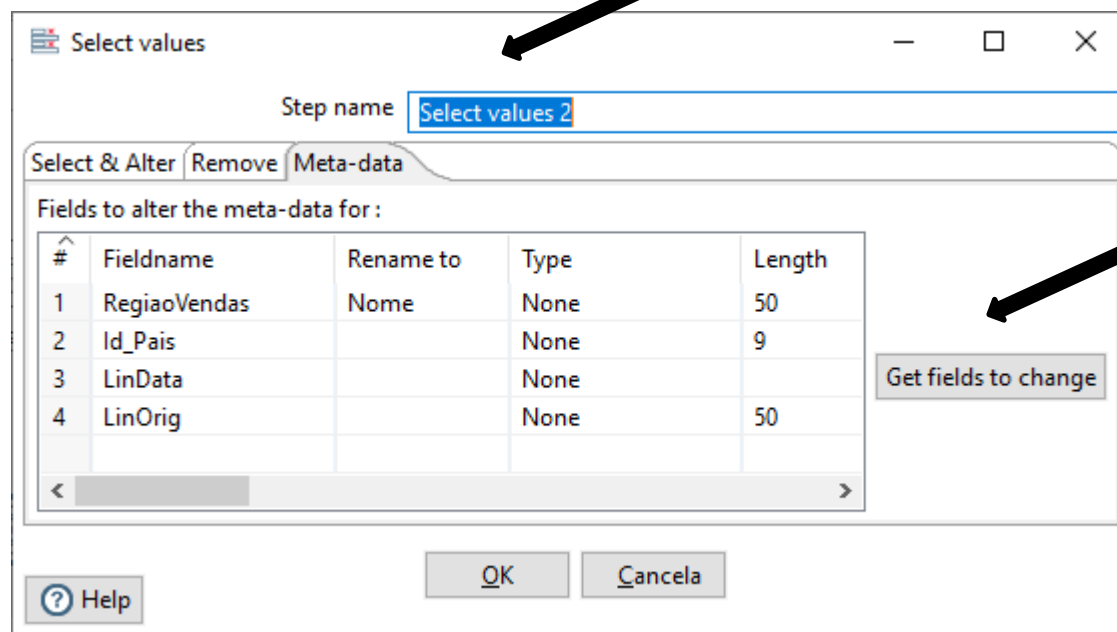 Select values
Step name Select values 2
Select & Alter Remove Meta-data
Fields to alter the meta-data for :
# Fieldname Rename to Type Length
1 RegiaoVendas Nome None 50
2 Id_Pais None 9
3 LinData None
4 LinOrig None 50
Get fields to change
OK Cancela
Help